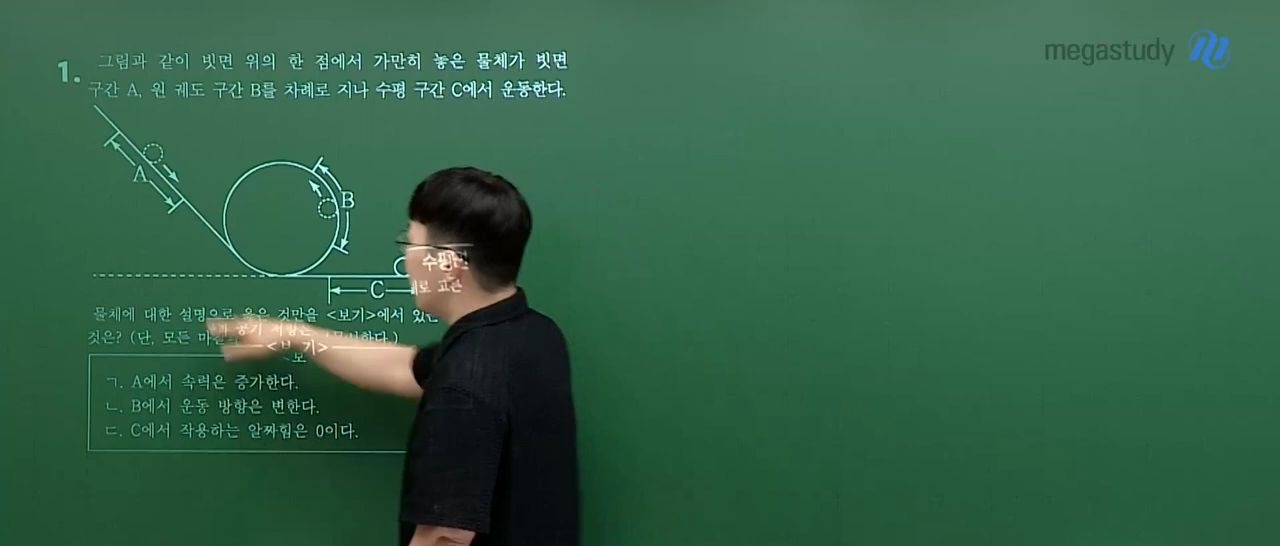 megastudy
1.
그림과 같이 빗면 위의 한 점에서 가만히 놓은 물체가 빗면
구간 A, 원 궤도 구간 B를 차례로 지나 수평 구간 C에서 운동한다.
A
B
수평면
C
물체에 대한 설명으로 옳은 것만을 <보기>에서 있는
것은? (단, 모든 공기 저항은 무시한다.)
<보 기>
ㄱ. A에서 속력은 증가한다.
ㄴ. B에서 운동 방향은 변한다.
ㄷ. C에서 작용하는 알짜힘은 0이다.